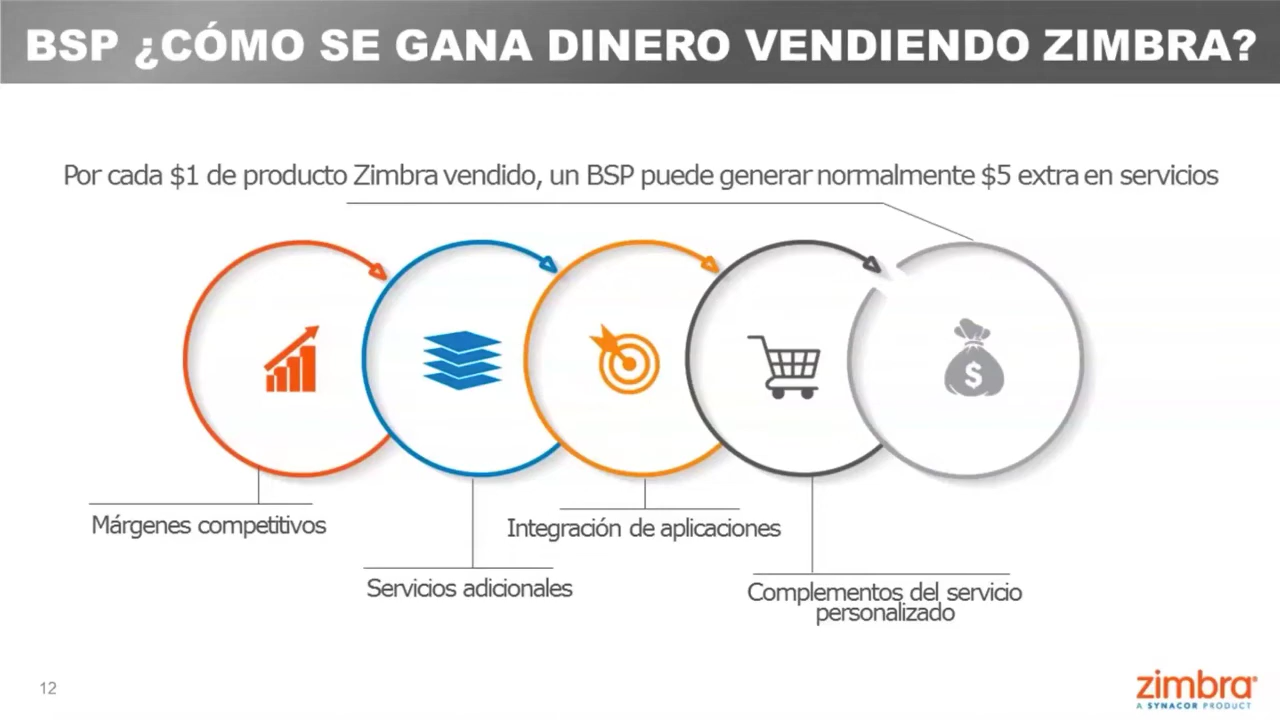 BSP ¿CÓMO SE GANA DINERO VENDIENDO ZIMBRA?
Por cada $1 de producto Zimbra vendido, un BSP puede generar normalmente $5 extra en servicios
$
Márgenes competitivos
Integración de aplicaciones
Servicios adicionales
Complementos del servicio
personalizado
12
zimbra®
A SYNACOR PRODUCT